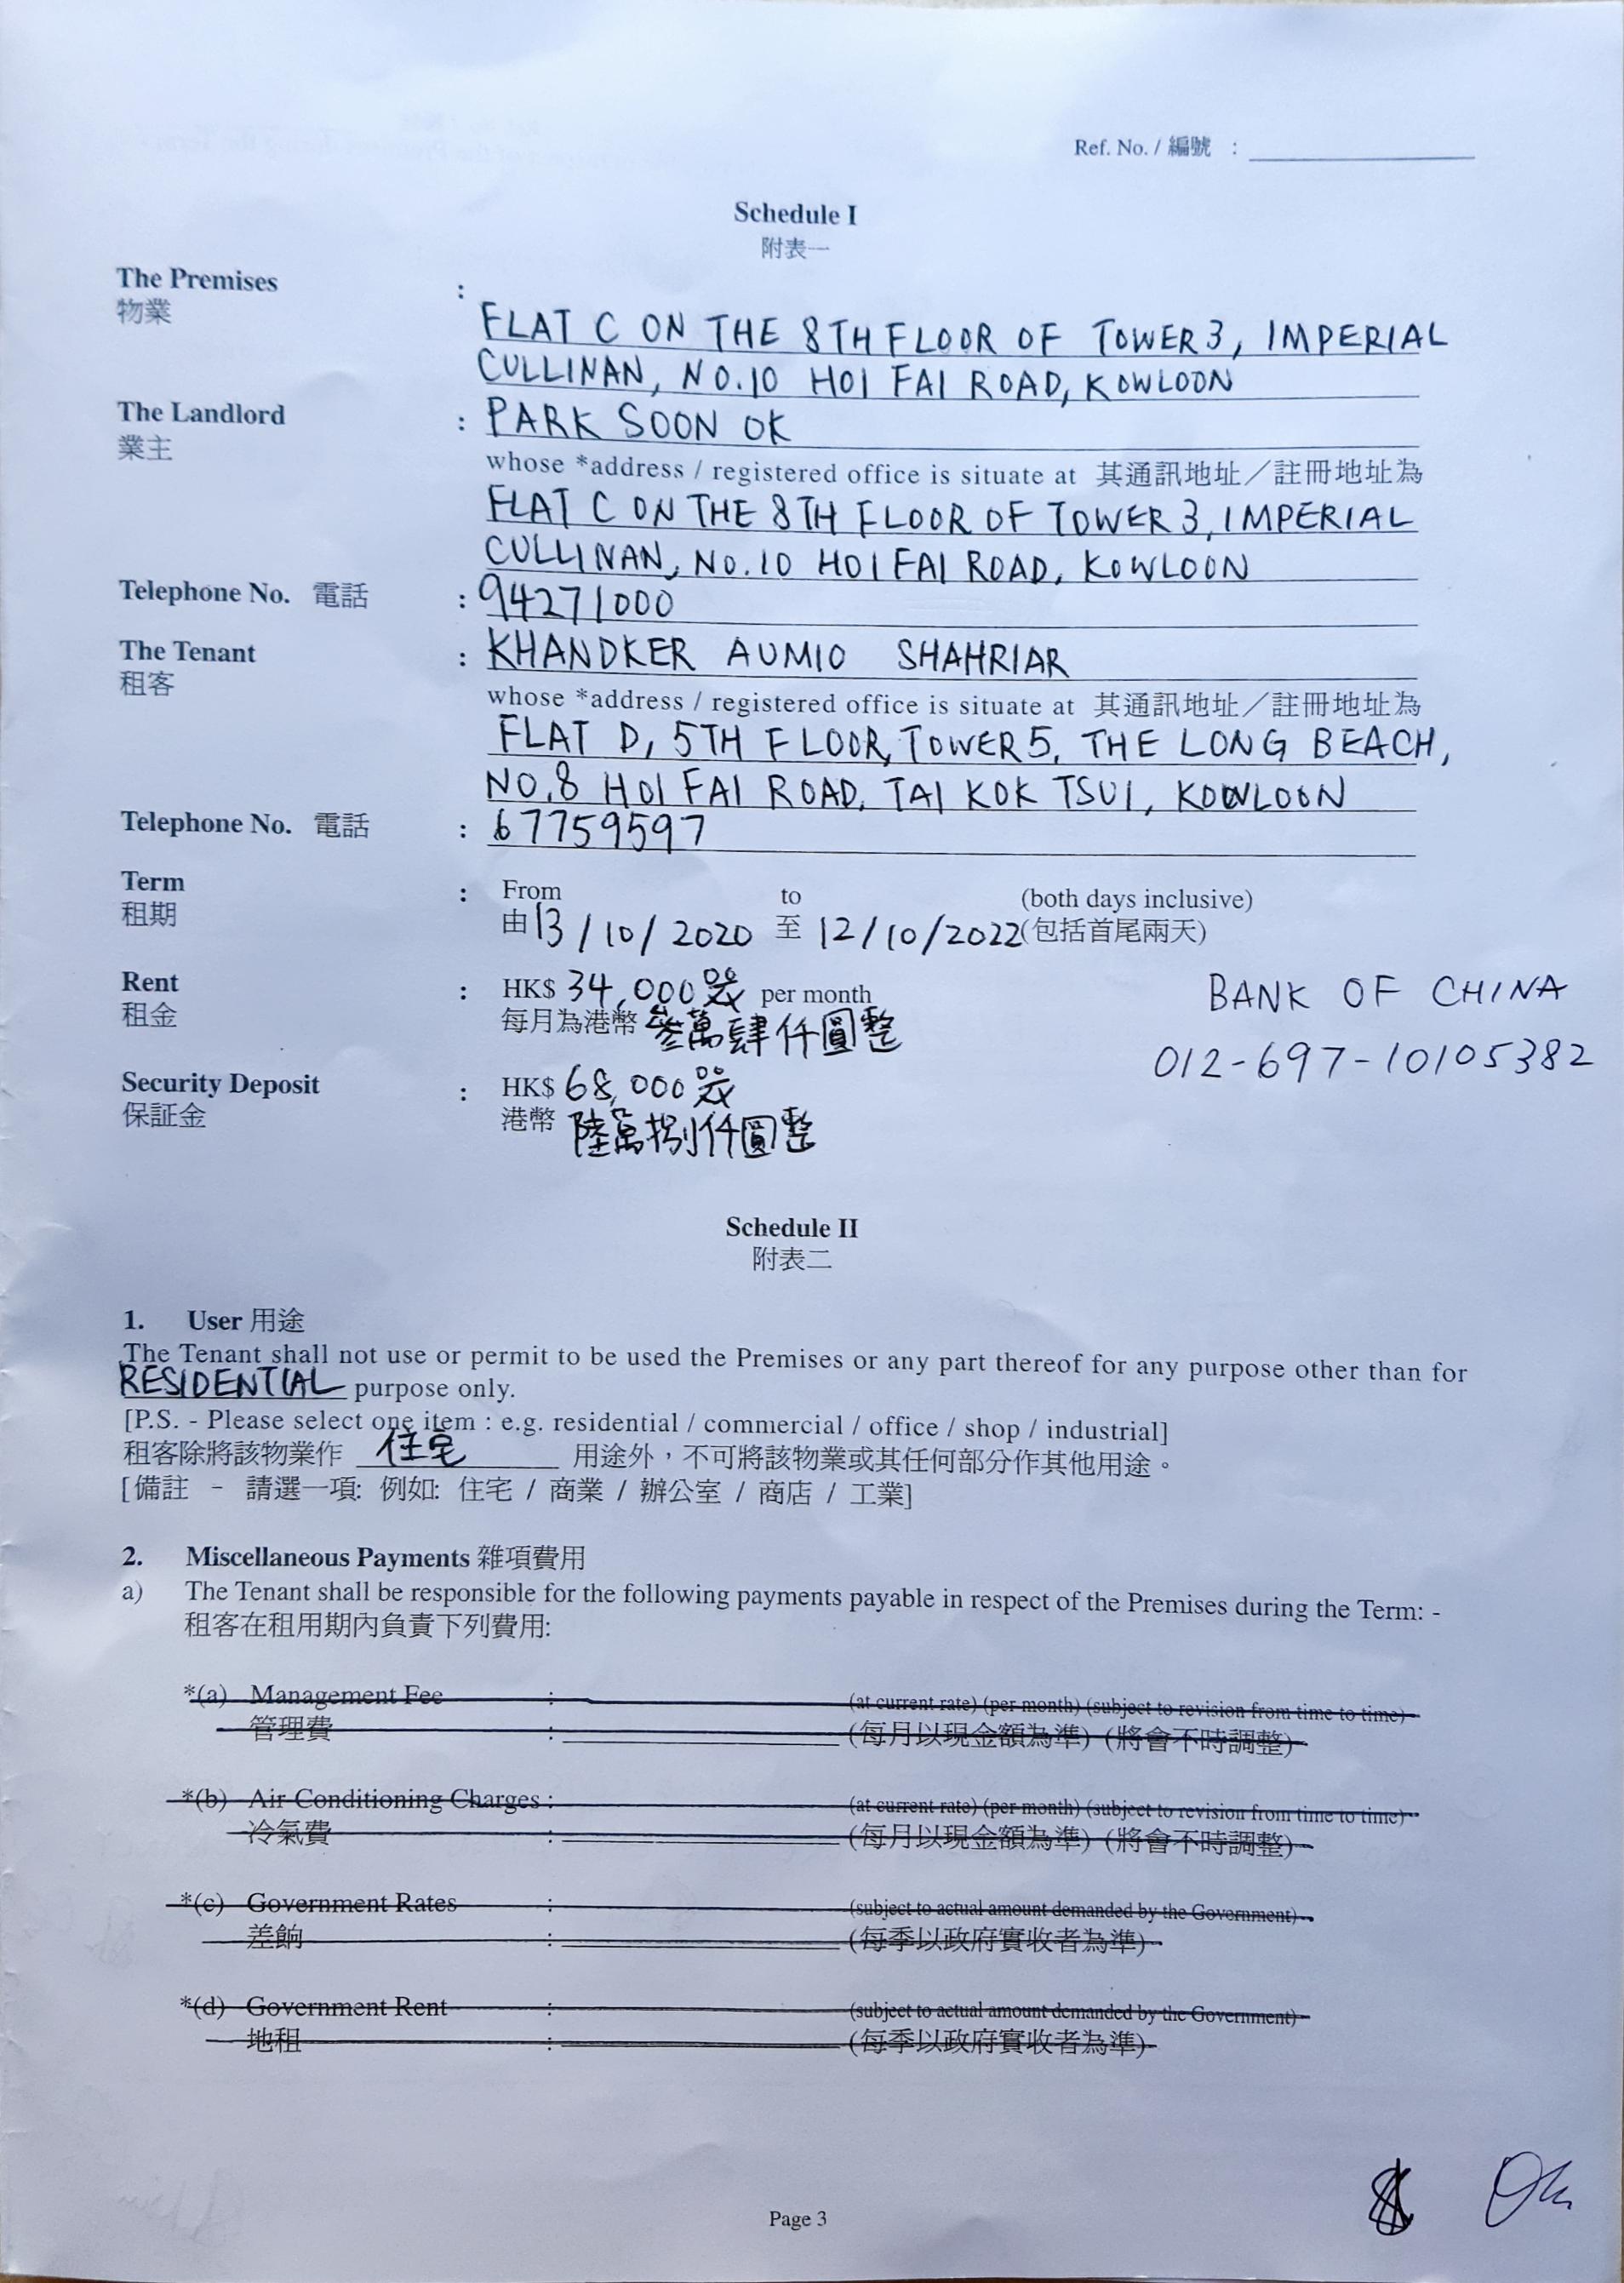 Ref. No. / 編號 :
Schedule I
附表一
The Premises :
物業
FLAT C ON THE 8TH FLOOR OF TOWER 3, IMPERIAL
CULLINAN, NO.10 HOI FAI ROAD, KOWLOON
The Landlord : PARK SOON OK
業主
whose *address / registered office is situate at 其通訊地址／註冊地址為
FLAT C ON THE 8TH FLOOR OF TOWER 3, IMPERIAL
CULLINAN, No.10 HOI FAI ROAD, KOWLOON
Telephone No. 電話 : 94271000
The Tenant : KHANDKER AUMIO SHAHRIAR
租客
whose *address / registered office is situate at 其通訊地址／註冊地址為
FLAT D, 5TH FLOOR, TOWER 5, THE LONG BEACH,
NO.8 HOI FAI ROAD, TAI KOK TSUI, KOWLOON
Telephone No. 電話 : 67759597
Term : From to (both days inclusive)
租期 由 13/10/2020 至 12/10/2022 (包括首尾兩天)
Rent : HK$ 34,000 per month
租金 每月為港幣 叁萬肆仟圓整
BANK OF CHINA
012-697-10105382
Security Deposit : HK$ 68,000
保証金 港幣 陸萬捌仟圓整
Schedule II
附表二
1. User 用途
The Tenant shall not use or permit to be used the Premises or any part thereof for any purpose other than for
RESIDENTIAL purpose only.
[P.S. - Please select one item : e.g. residential / commercial / office / shop / industrial]
租客除將該物業作 住宅 用途外，不可將該物業或其任何部分作其他用途。
[備註 - 請選一項: 例如: 住宅 / 商業 / 辦公室 / 商店 / 工業]
2. Miscellaneous Payments 雜項費用
a) The Tenant shall be responsible for the following payments payable in respect of the Premises during the Term: -
租客在租用期內負責下列費用:
*(a) Management Fee : (at current rate) (per month) (subject to revision from time to time)
管理費 : (每月以現金額為準) (將會不時調整)
*(b) Air Conditioning Charges : (at current rate) (per month) (subject to revision from time to time)
冷氣費 : (每月以現金額為準) (將會不時調整)
*(c) Government Rates : (subject to actual amount demanded by the Government)
差餉 : (每季以政府實收者為準)
*(d) Government Rent : (subject to actual amount demanded by the Government)
地租 : (每季以政府實收者為準)
Page 3